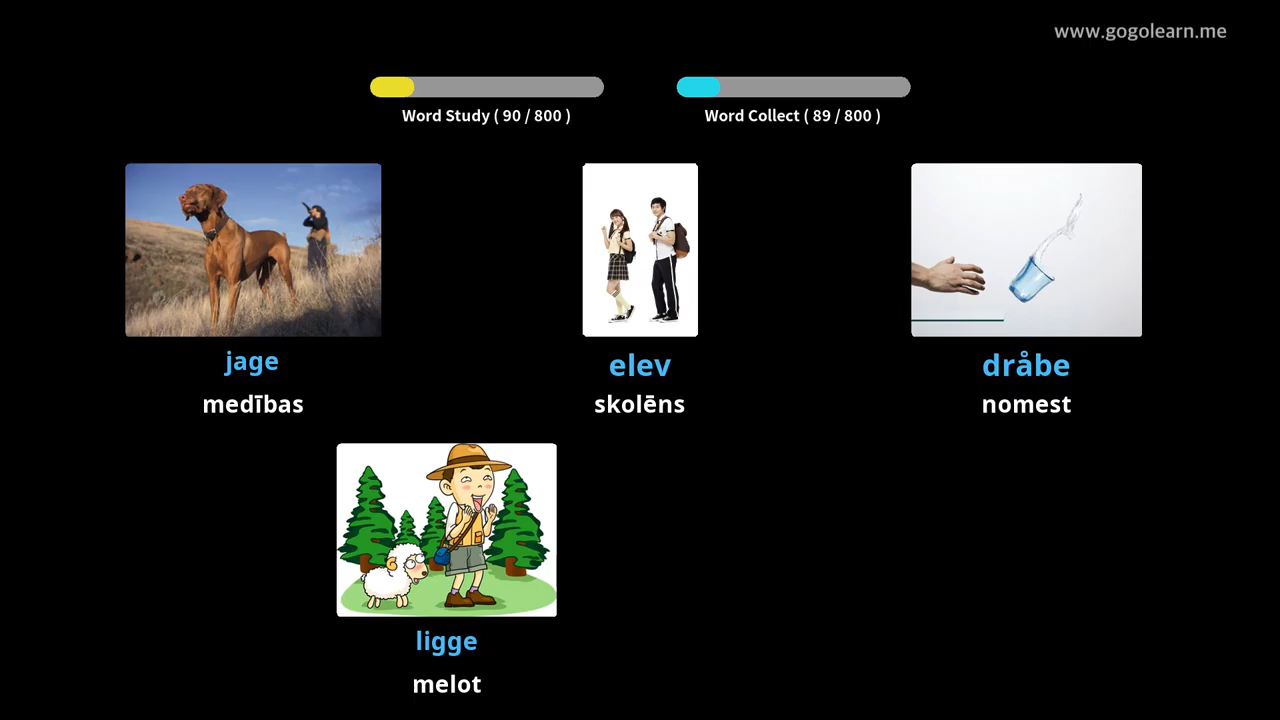 www.gogolearn.me
Word Study ( 90 / 800 )
Word Collect ( 89 / 800 )
jage
medības
elev
skolēns
dråbe
nomest
ligge
melot